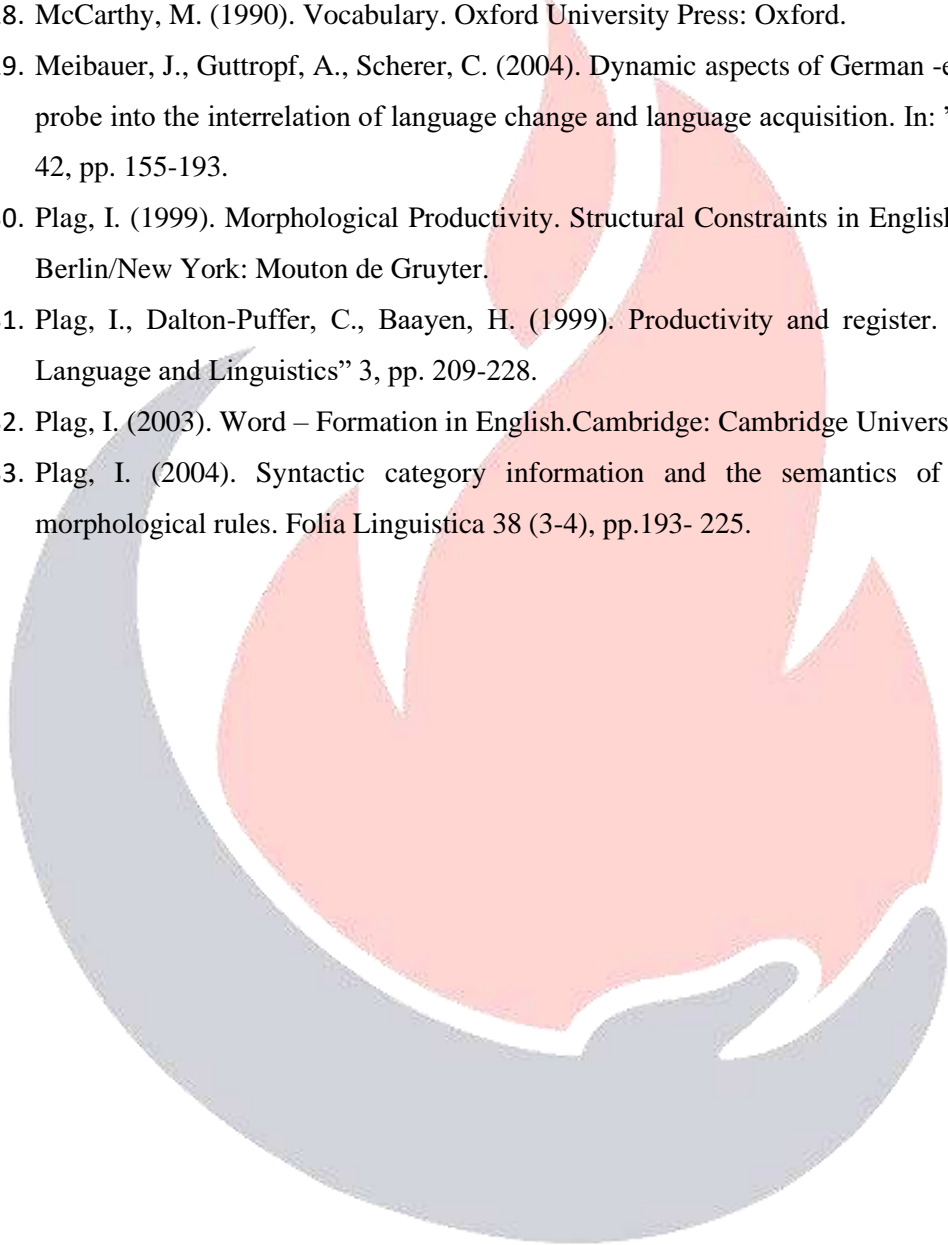 8. McCarthy, M. (1990). Vocabulary. Oxford University Press: Oxford.
9. Meibauer, J., Guttropf, A., Scherer, C. (2004). Dynamic aspects of German -e
probe into the interrelation of language change and language acquisition. In: ”
42, pp. 155-193.
0. Plag, I. (1999). Morphological Productivity. Structural Constraints in English
Berlin/New York: Mouton de Gruyter.
1. Plag, I., Dalton-Puffer, C., Baayen, H. (1999). Productivity and register.
Language and Linguistics” 3, pp. 209-228.
2. Plag, I. (2003). Word – Formation in English.Cambridge: Cambridge Univers
3. Plag, I. (2004). Syntactic category information and the semantics of
morphological rules. Folia Linguistica 38 (3-4), pp.193- 225.